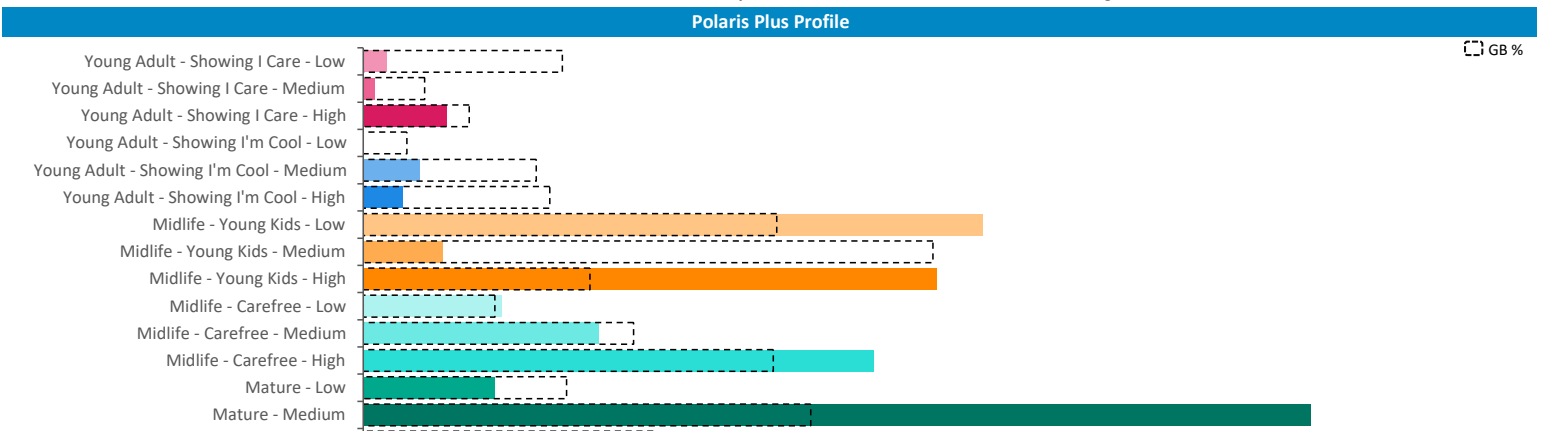 Polaris Plus Profile
GB %
Young Adult - Showing I Care - Low
Young Adult - Showing I Care - Medium
Young Adult - Showing I Care - High
Young Adult - Showing I'm Cool - Low
Young Adult - Showing I'm Cool - Medium
Young Adult - Showing I'm Cool - High
Midlife - Young Kids - Low
Midlife - Young Kids - Medium
Midlife - Young Kids - High
Midlife - Carefree - Low
Midlife - Carefree - Medium
Midlife - Carefree - High
Mature - Low
Mature - Medium